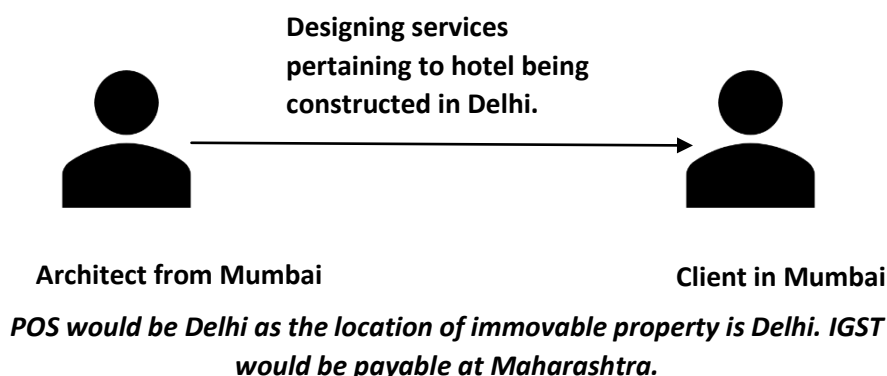 Designing services
pertaining to hotel being
constructed in Delhi.
Architect from Mumbai
Client in Mumbai
POS would be Delhi as the location of immovable property is Delhi. IGST
would be payable at Maharashtra.